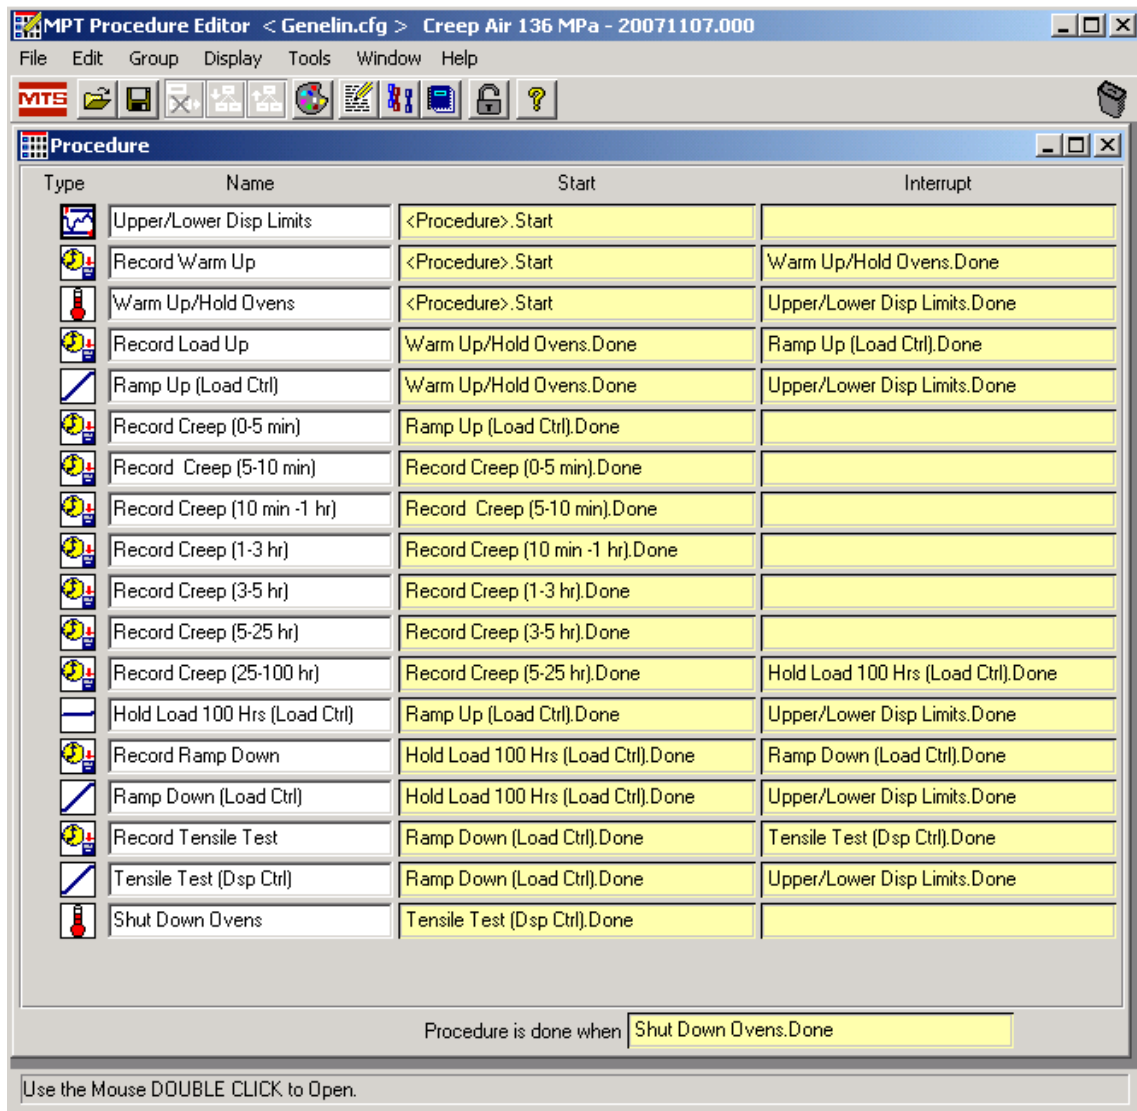 MPT Procedure Editor < Genelin.cfg > Creep Air 136 MPa - 20071107.000
File Edit Group Display Tools Window Help
MTS
Procedure
Type Name Start Interrupt
Upper/Lower Disp Limits <Procedure>.Start
Record Warm Up <Procedure>.Start Warm Up/Hold Ovens.Done
Warm Up/Hold Ovens <Procedure>.Start Upper/Lower Disp Limits.Done
Record Load Up Warm Up/Hold Ovens.Done Ramp Up (Load Ctrl).Done
Ramp Up (Load Ctrl) Warm Up/Hold Ovens.Done Upper/Lower Disp Limits.Done
Record Creep (0-5 min) Ramp Up (Load Ctrl).Done
Record  Creep (5-10 min) Record Creep (0-5 min).Done
Record Creep (10 min -1 hr) Record  Creep (5-10 min).Done
Record Creep (1-3 hr) Record Creep (10 min -1 hr).Done
Record Creep (3-5 hr) Record Creep (1-3 hr).Done
Record Creep (5-25 hr) Record Creep (3-5 hr).Done
Record Creep (25-100 hr) Record Creep (5-25 hr).Done Hold Load 100 Hrs (Load Ctrl).Done
Hold Load 100 Hrs (Load Ctrl) Ramp Up (Load Ctrl).Done Upper/Lower Disp Limits.Done
Record Ramp Down Hold Load 100 Hrs (Load Ctrl).Done Ramp Down (Load Ctrl).Done
Ramp Down (Load Ctrl) Hold Load 100 Hrs (Load Ctrl).Done Upper/Lower Disp Limits.Done
Record Tensile Test Ramp Down (Load Ctrl).Done Tensile Test (Dsp Ctrl).Done
Tensile Test (Dsp Ctrl) Ramp Down (Load Ctrl).Done Upper/Lower Disp Limits.Done
Shut Down Ovens Tensile Test (Dsp Ctrl).Done
Procedure is done when Shut Down Ovens.Done
Use the Mouse DOUBLE CLICK to Open.